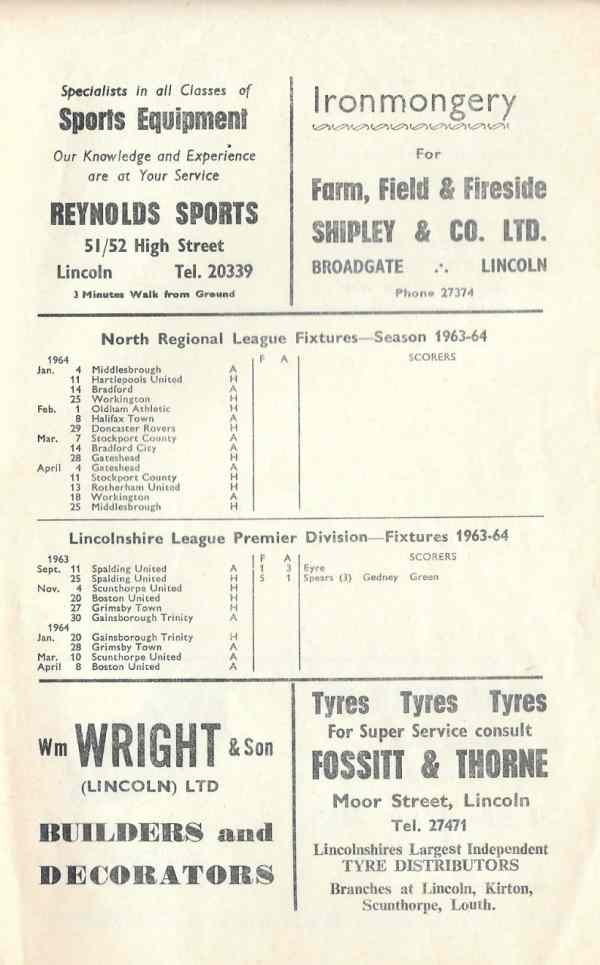 Specialists in all Classes of
Sports Equipment
Our Knowledge and Experience
are at Your Service
REYNOLDS SPORTS
51/52 High Street
Lincoln Tel. 20339
3 Minutes Walk from Ground
Ironmongery
For
Farm, Field & Fireside
SHIPLEY & CO. LTD.
BROADGATE ∴ LINCOLN
Phone 27374
North Regional League Fixtures—Season 1963-64
1964 F A SCORERS
Jan. 4 Middlesbrough A
11 Hartlepools United H
14 Bradford A
25 Workington H
Feb. 1 Oldham Athletic H
8 Halifax Town A
29 Doncaster Rovers H
Mar. 7 Stockport County A
14 Bradford City A
28 Gateshead H
April 4 Gateshead A
11 Stockport County H
13 Rotherham United H
18 Workington A
25 Middlesbrough H
Lincolnshire League Premier Division—Fixtures 1963-64
1963 F A SCORERS
Sept. 11 Spalding United A 1 3 Eyre
25 Spalding United H 5 1 Spears (3) Gedney Green
Nov. 4 Scunthorpe United H
20 Boston United H
27 Grimsby Town H
30 Gainsborough Trinity A
1964
Jan. 20 Gainsborough Trinity H
28 Grimsby Town A
Mar. 10 Scunthorpe United A
April 8 Boston United A
Wm WRIGHT & Son
(LINCOLN) LTD
BUILDERS and
DECORATORS
Tyres Tyres Tyres
For Super Service consult
FOSSITT & THORNE
Moor Street, Lincoln
Tel. 27471
Lincolnshires Largest Independent
TYRE DISTRIBUTORS
Branches at Lincoln, Kirton,
Scunthorpe, Louth.